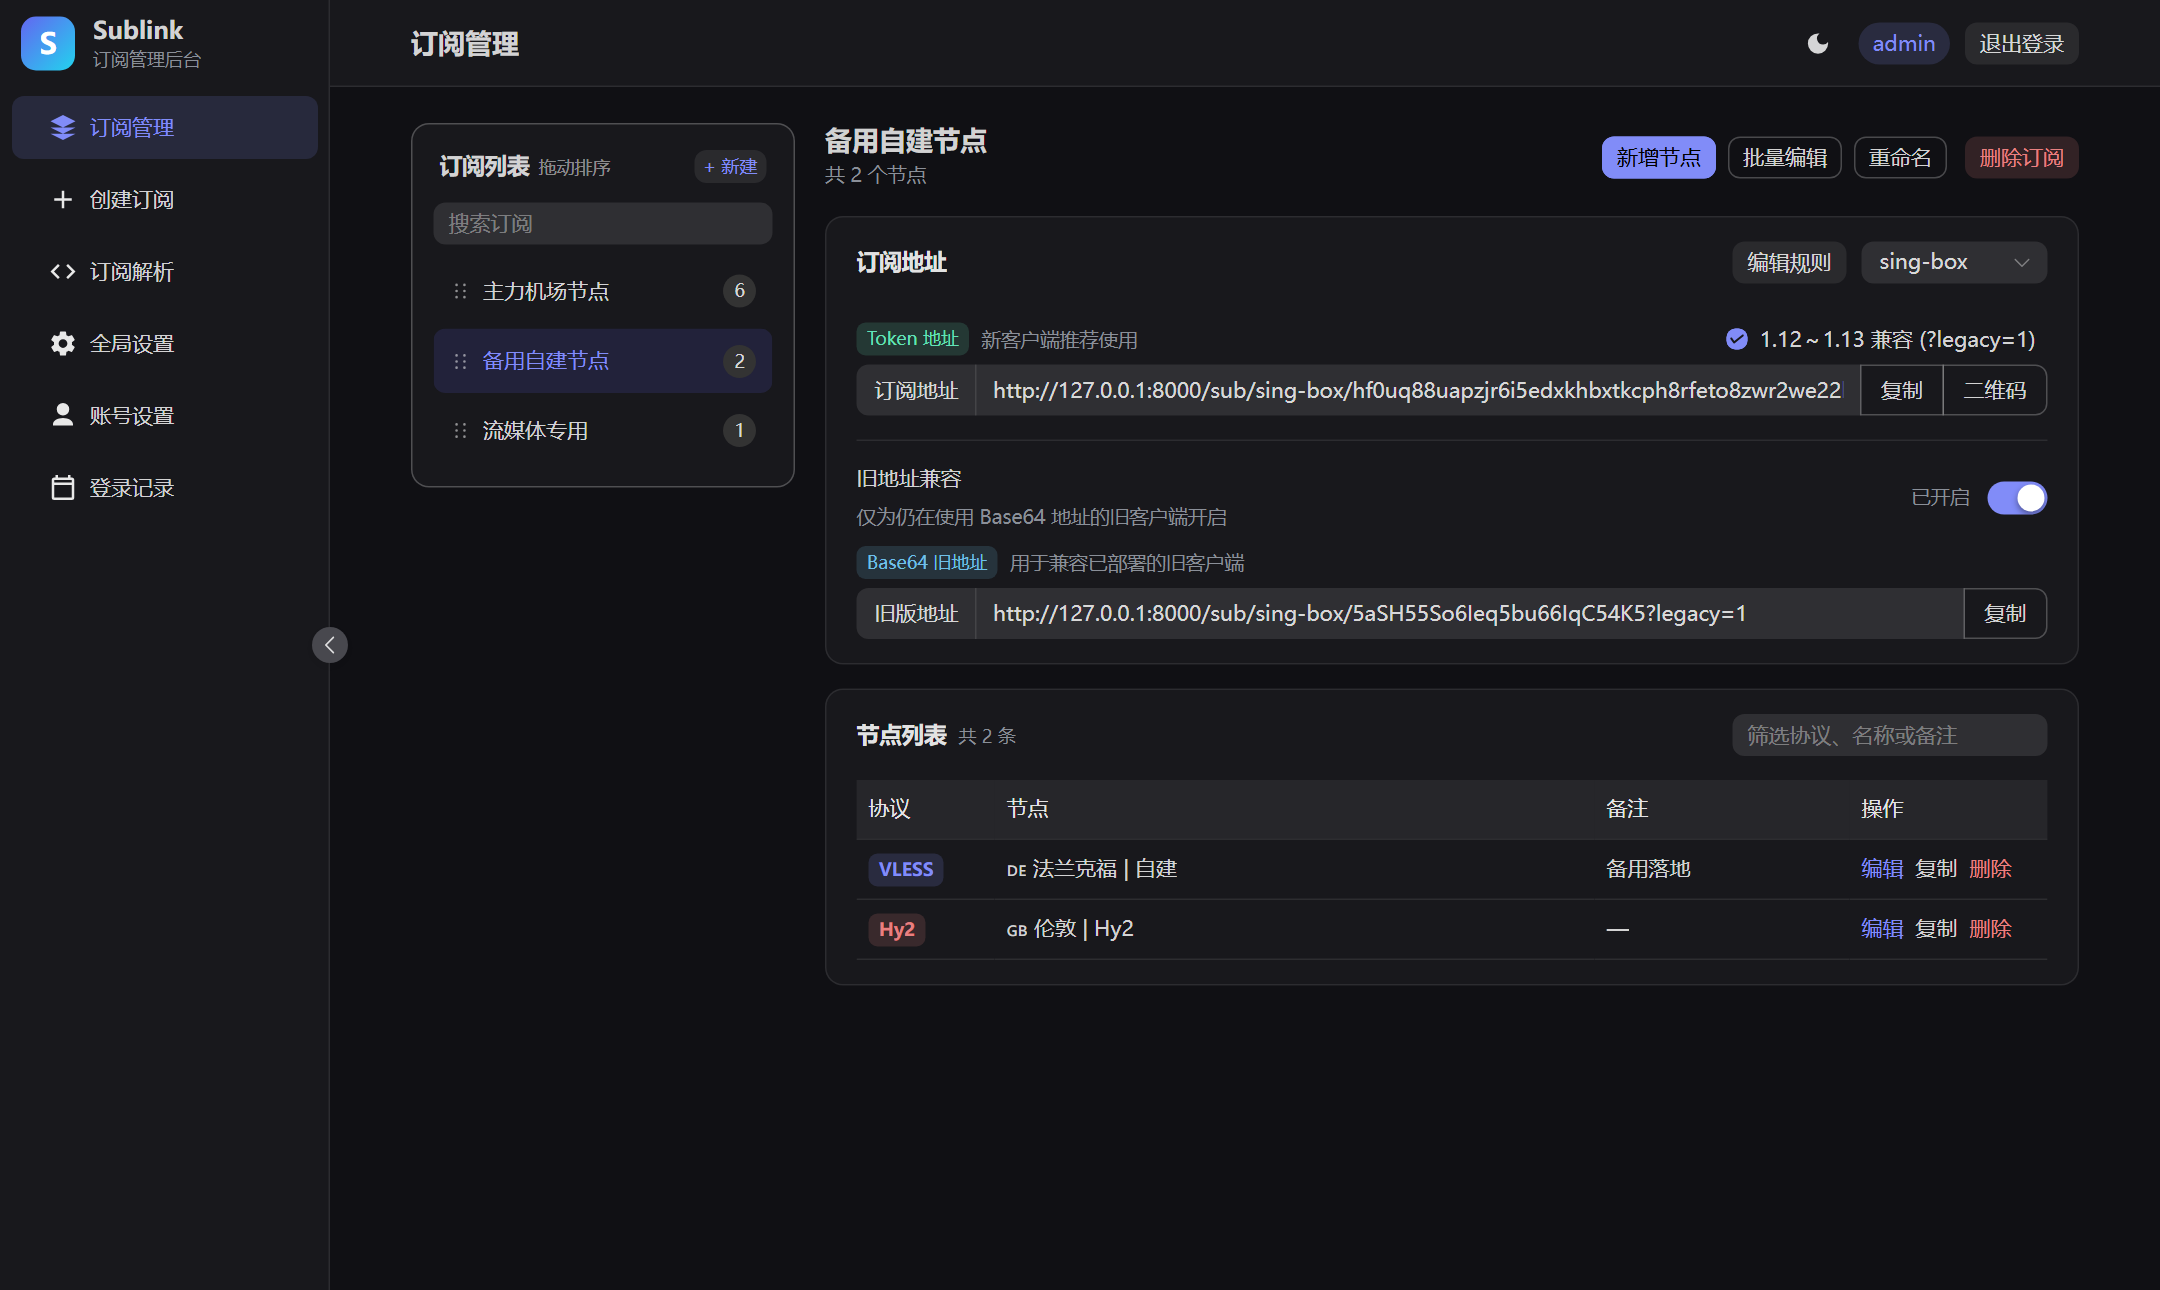 S
Sublink
订阅管理后台
订阅管理
创建订阅
订阅解析
全局设置
账号设置
登录记录
订阅管理
admin
退出登录
订阅列表 拖动排序
+ 新建
搜索订阅
主力机场节点 6
备用自建节点 2
流媒体专用 1
备用自建节点
共 2 个节点
新增节点
批量编辑
重命名
删除订阅
订阅地址
编辑规则
sing-box
Token 地址 新客户端推荐使用
1.12 ~ 1.13 兼容 (?legacy=1)
订阅地址 http://127.0.0.1:8000/sub/sing-box/hf0uq88uapzjr6i5edxkhbxtkcph8rfeto8zwr2we22 复制 二维码
旧地址兼容
仅为仍在使用 Base64 地址的旧客户端开启
已开启
Base64 旧地址 用于兼容已部署的旧客户端
旧版地址 http://127.0.0.1:8000/sub/sing-box/5aSH55So6Ieq5bu66IqC54K5?legacy=1 复制
节点列表 共 2 条
筛选协议、名称或备注
协议 节点 备注 操作
VLESS DE 法兰克福 | 自建 备用落地 编辑 复制 删除
Hy2 GB 伦敦 | Hy2 — 编辑 复制 删除